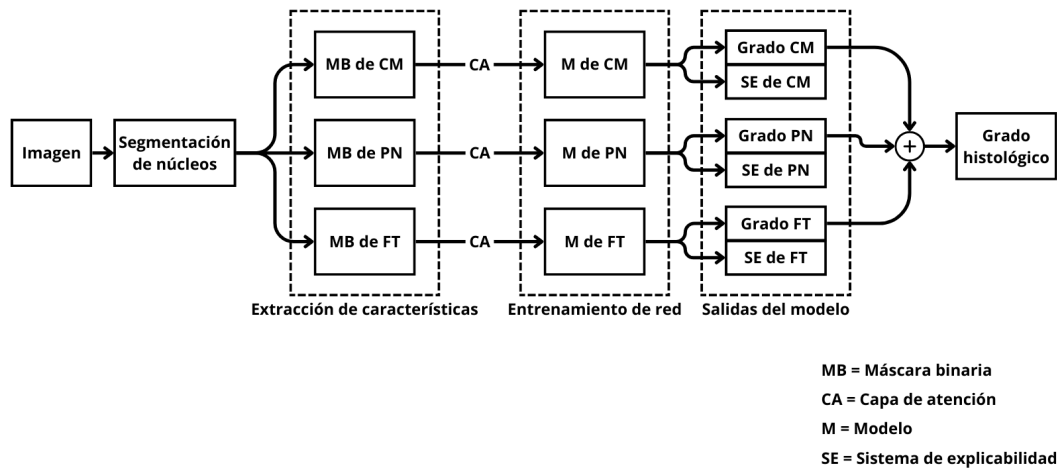 Imagen
Segmentación
de núcleos
MB de CM
CA
M de CM
Grado CM
SE de CM
MB de PN
CA
M de PN
Grado PN
SE de PN
MB de FT
CA
M de FT
Grado FT
SE de FT
+
Grado
histológico
Extracción de características
Entrenamiento de red
Salidas del modelo
MB = Máscara binaria
CA = Capa de atención
M = Modelo
SE = Sistema de explicabilidad